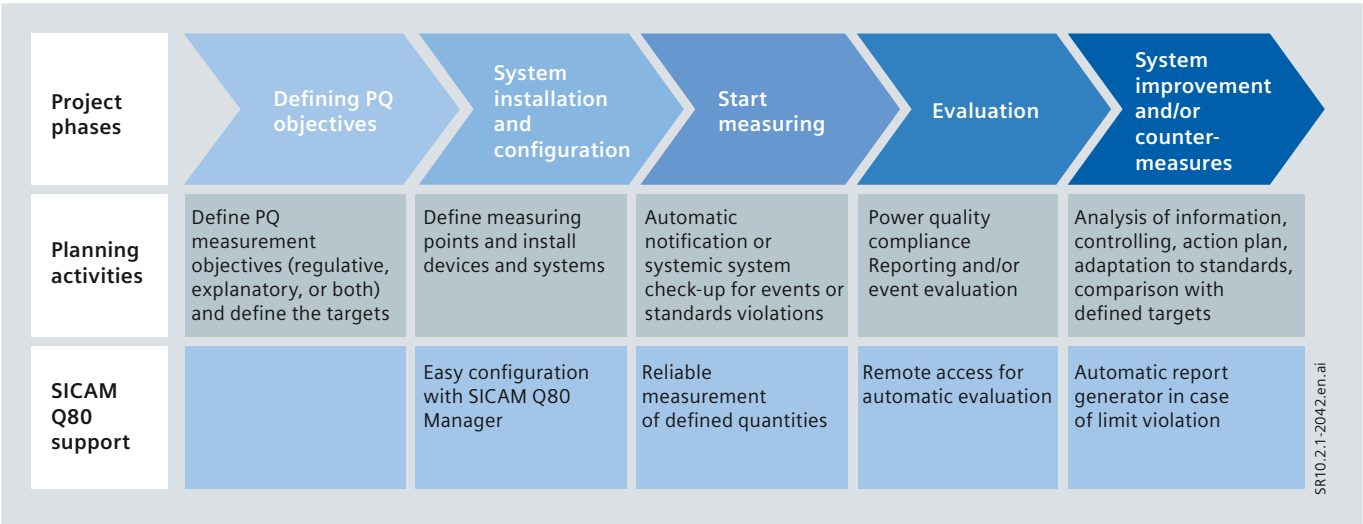 Project
phases
Defining PQ
objectives
System
installation
and
configuration
Start
measuring
Evaluation
System
improvement
and/or
counter-
measures
Planning
activities
Define PQ
measurement
objectives (regulative,
explanatory, or both)
and define the targets
Define measuring
points and install
devices and systems
Automatic
notification or
systemic system
check-up for events or
standards violations
Power quality
compliance
Reporting and/or
event evaluation
Analysis of information,
controlling, action plan,
adaptation to standards,
comparison with
defined targets
SICAM
Q80
support
Easy configuration
with SICAM Q80
Manager
Reliable
measurement
of defined quantities
Remote access for
automatic evaluation
Automatic report
generator in case
of limit violation
SR10.2.1-2042.en.ai